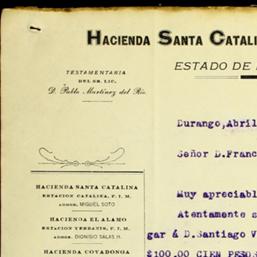 HACIENDA SANTA CATALI
ESTADO DE
TESTAMENTARIA
DEL SR. LIC.
D. Pablo Martínez del Río
Durango, Abril
Señor D. Franc
HACIENDA SANTA CATALINA
ESTACION CATALINA, F. I. M.
ADMOR. MIGUEL SOTO
HACIENDA EL ALAMO
ESTACION YERBANIS, F. I. M.
ADMOR. DIONISIO SALAS H.
HACIENDA COVADONGA
Muy apreciabl
Atentamente s
gar á D. Santiago V
$100.00 CIEN PESOS